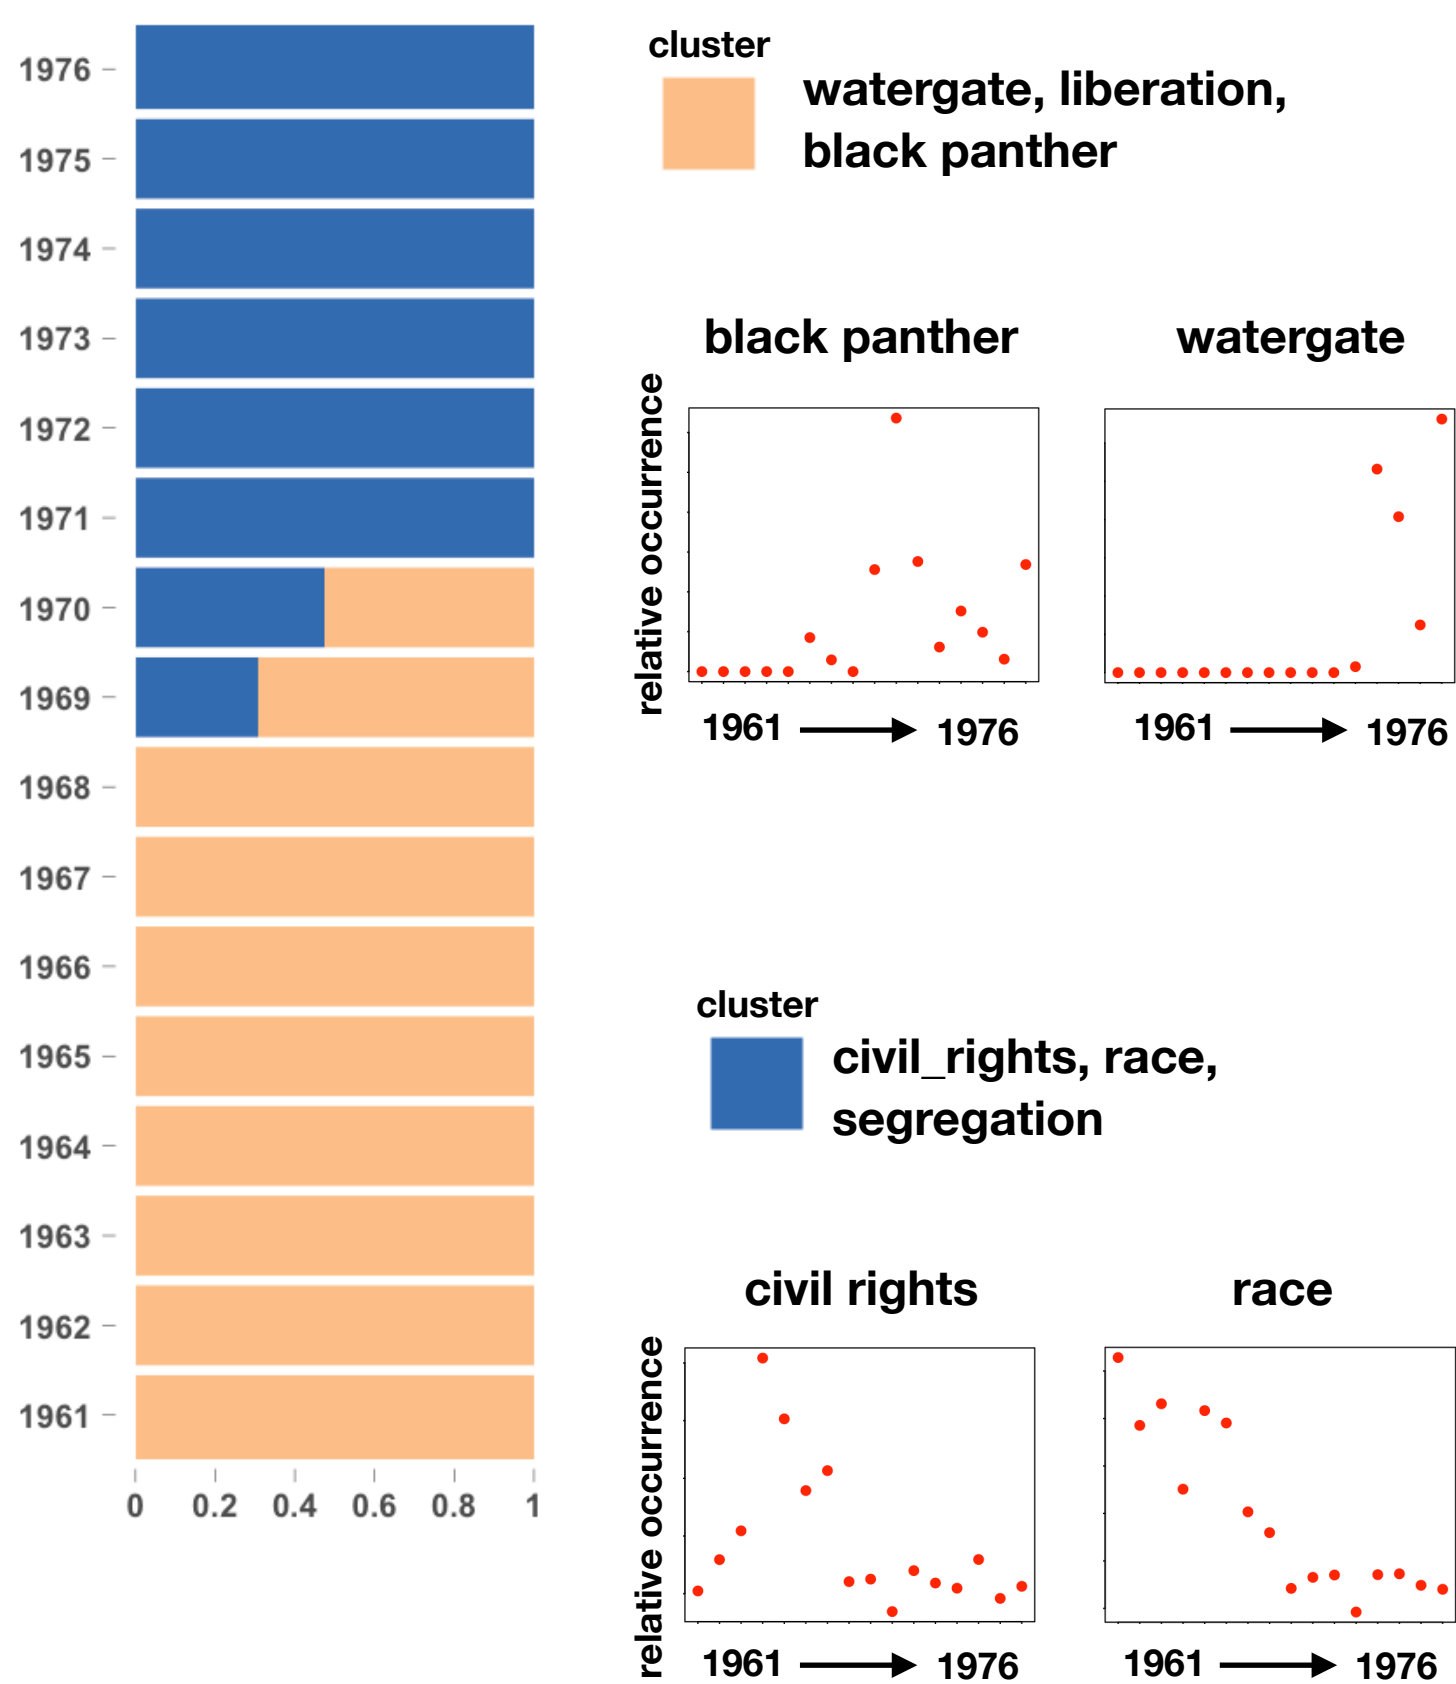 1976
1975
1974
1973
1972
1971
1970
1969
1968
1967
1966
1965
1964
1963
1962
1961
0 0.2 0.4 0.6 0.8 1
cluster
watergate, liberation,
black panther
black panther
relative occurrence
1961 1976
watergate
1961 1976
cluster
civil_rights, race,
segregation
civil rights
relative occurrence
1961 1976
race
1961 1976